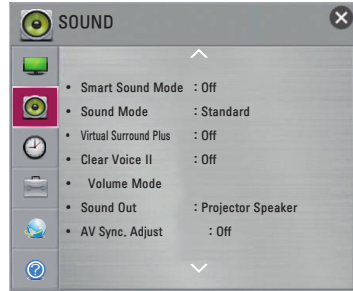 SOUND
• Smart Sound Mode : Off
• Sound Mode : Standard
• Virtual Surround Plus : Off
• Clear Voice II : Off
• Volume Mode
• Sound Out : Projector Speaker
• AV Sync. Adjust : Off